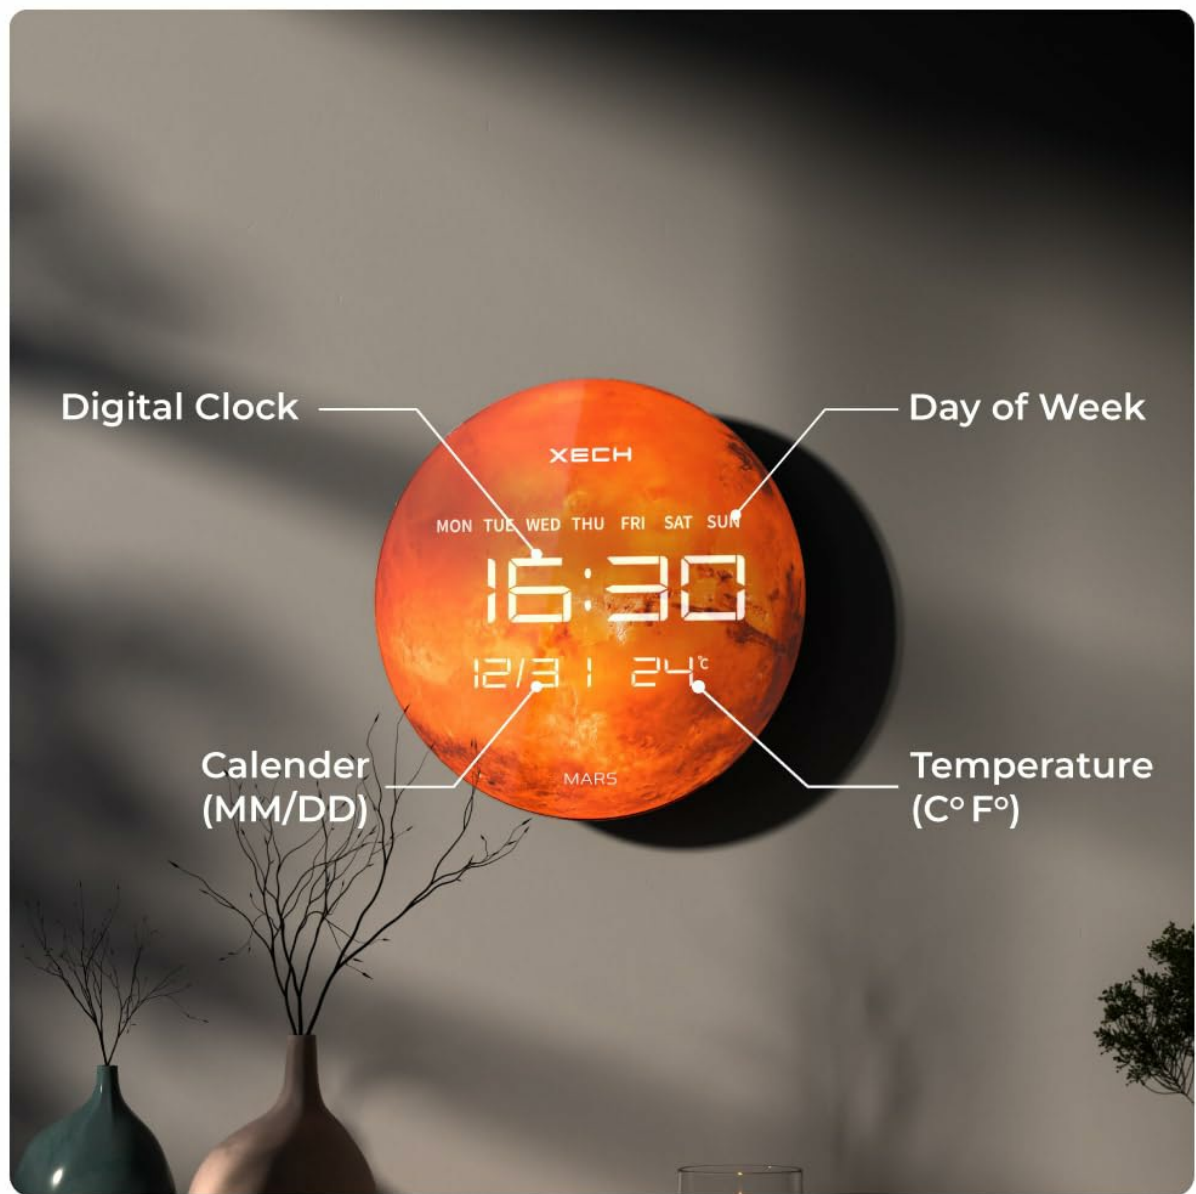 Digital Clock
Day of Week
XECH
MON TUE WED THU FRI SAT SUN
16:30
12/31 24°C
Calender
(MM/DD)
Temperature
(C° F°)
MARS